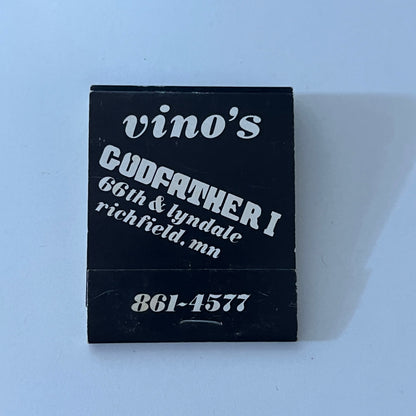 vino's
GODFATHER I
66th & lyndale
richfield, mn
861-4577